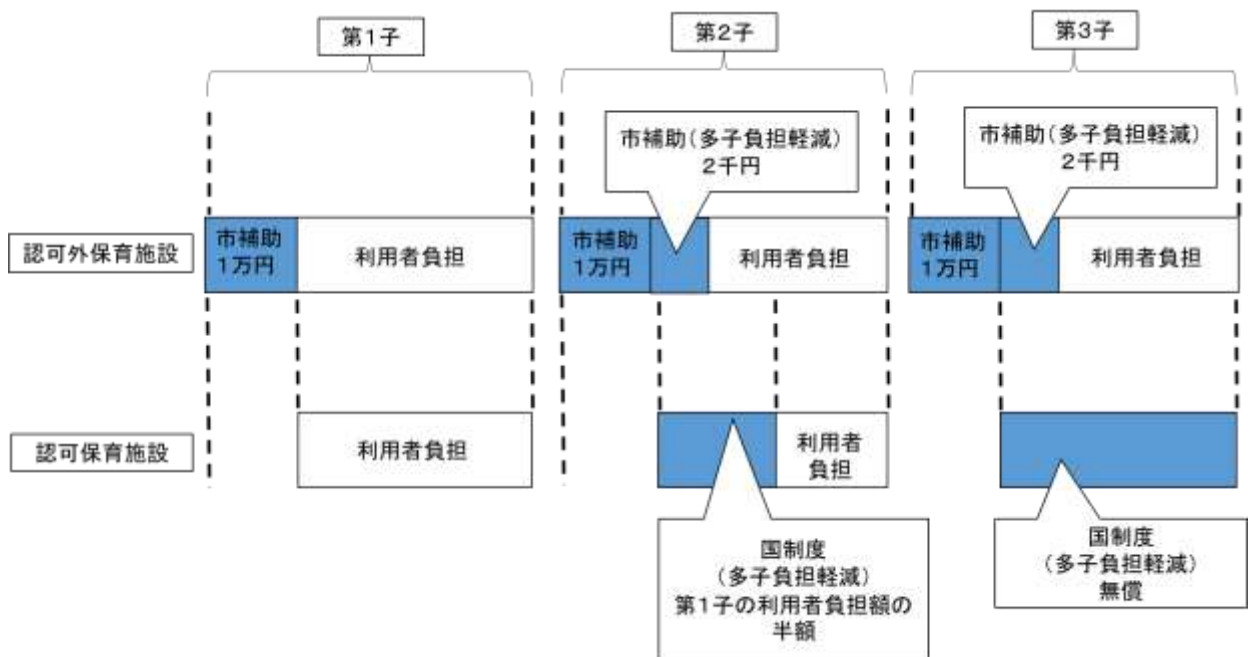 第1子
第2子
第3子
市補助(多子負担軽減)
2千円
市補助(多子負担軽減)
2千円
認可外保育施設
市補助
1万円
利用者負担
市補助
1万円
利用者負担
市補助
1万円
利用者負担
認可保育施設
利用者負担
利用者
負担
国制度
(多子負担軽減)
第1子の利用者負担額の
半額
国制度
(多子負担軽減)
無償